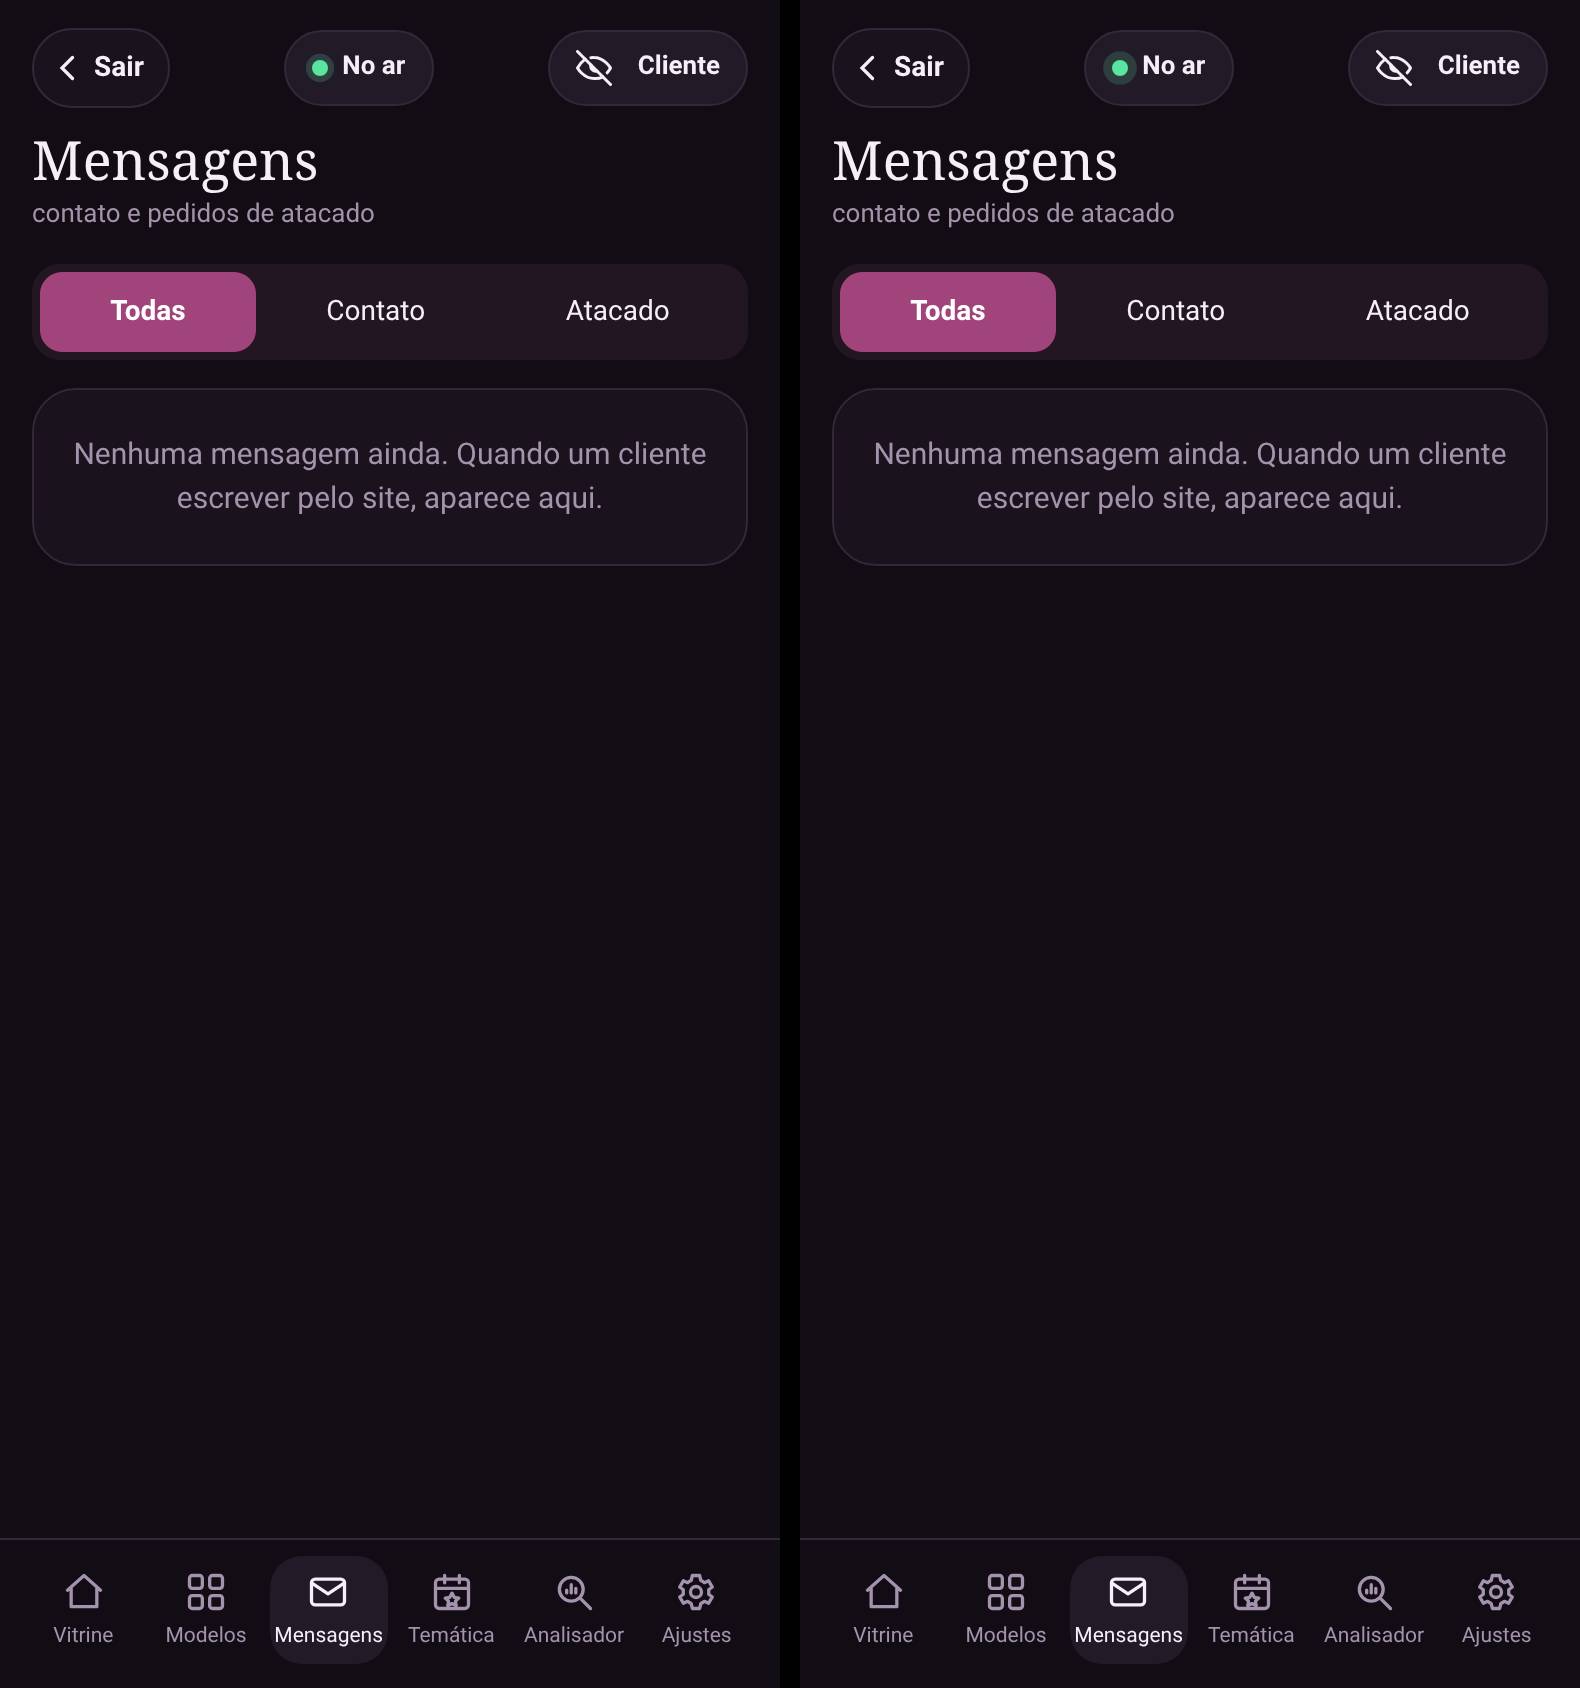 Sair
No ar
Cliente
Mensagens
contato e pedidos de atacado
Todas
Contato
Atacado
Nenhuma mensagem ainda. Quando um cliente
escrever pelo site, aparece aqui.
Vitrine
Modelos
Mensagens
Temática
Analisador
Ajustes
Sair
No ar
Cliente
Mensagens
contato e pedidos de atacado
Todas
Contato
Atacado
Nenhuma mensagem ainda. Quando um cliente
escrever pelo site, aparece aqui.
Vitrine
Modelos
Mensagens
Temática
Analisador
Ajustes